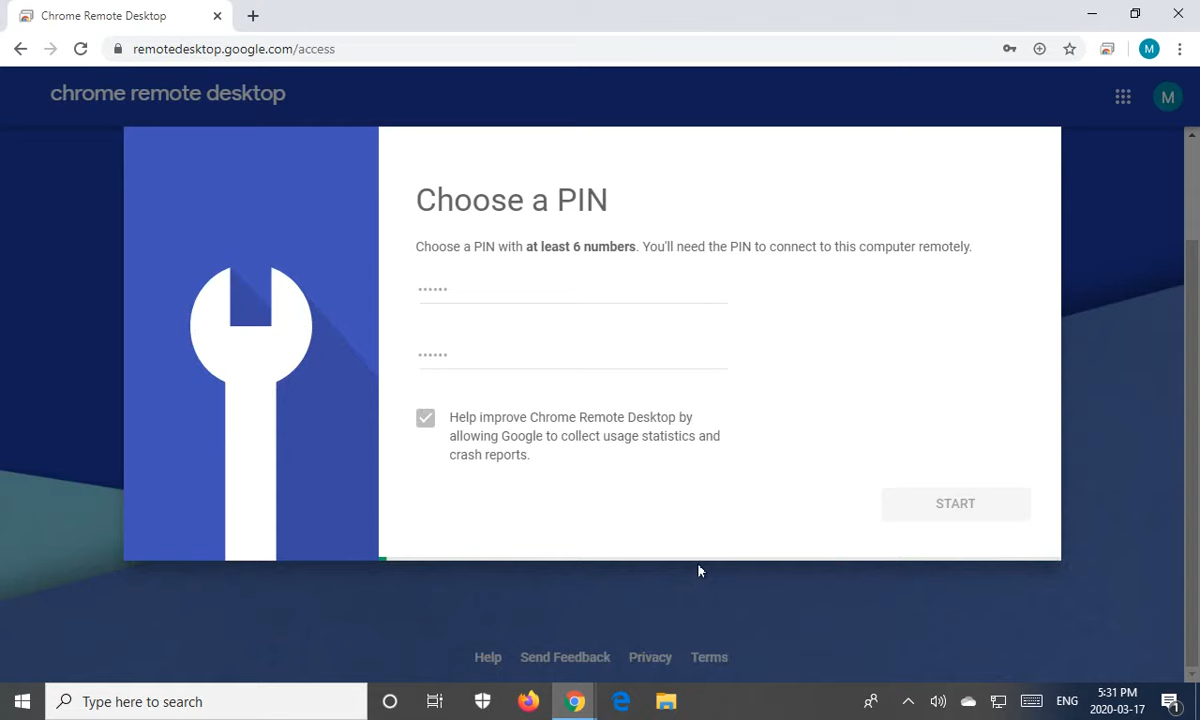 Chrome Remote Desktop
remotedesktop.google.com/access
M
chrome remote desktop
M
Choose a PIN
Choose a PIN with at least 6 numbers. You'll need the PIN to connect to this computer remotely.
••••••
••••••
Help improve Chrome Remote Desktop by
allowing Google to collect usage statistics and
crash reports.
START
Help Send Feedback Privacy Terms
Type here to search
ENG
5:31 PM
2020-03-17
1